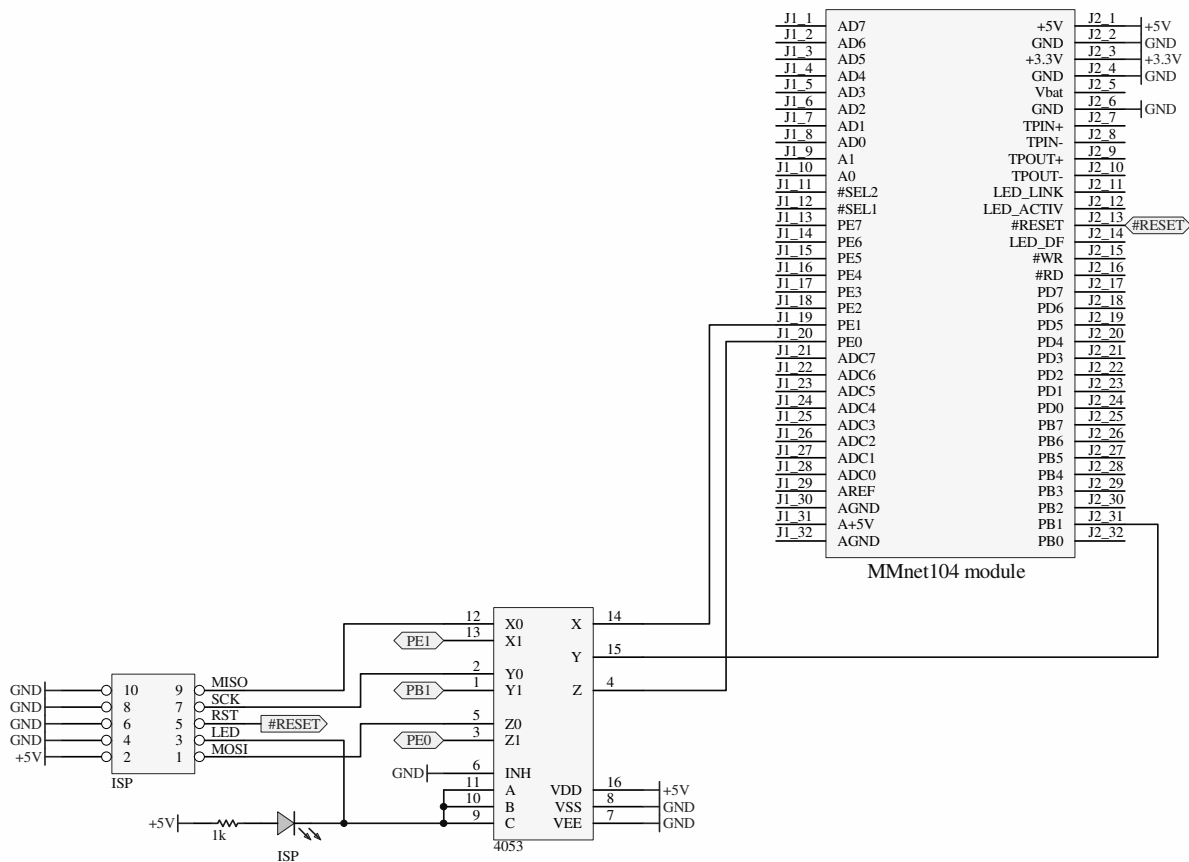 J1_1 AD7 +5V J2_1 +5V
J1_2 AD6 GND J2_2 GND
J1_3 AD5 +3.3V J2_3 +3.3V
J1_4 AD4 GND J2_4 GND
J1_5 AD3 Vbat J2_5
J1_6 AD2 GND J2_6 GND
J1_7 AD1 TPIN+ J2_7
J1_8 AD0 TPIN- J2_8
J1_9 A1 TPOUT+ J2_9
J1_10 A0 TPOUT- J2_10
J1_11 #SEL2 LED_LINK J2_11
J1_12 #SEL1 LED_ACTIV J2_12
J1_13 PE7 #RESET J2_13 #RESET
J1_14 PE6 LED_DF J2_14
J1_15 PE5 #WR J2_15
J1_16 PE4 #RD J2_16
J1_17 PE3 PD7 J2_17
J1_18 PE2 PD6 J2_18
J1_19 PE1 PD5 J2_19
J1_20 PE0 PD4 J2_20
J1_21 ADC7 PD3 J2_21
J1_22 ADC6 PD2 J2_22
J1_23 ADC5 PD1 J2_23
J1_24 ADC4 PD0 J2_24
J1_25 ADC3 PB7 J2_25
J1_26 ADC2 PB6 J2_26
J1_27 ADC1 PB5 J2_27
J1_28 ADC0 PB4 J2_28
J1_29 AREF PB3 J2_29
J1_30 AGND PB2 J2_30
J1_31 A+5V PB1 J2_31
J1_32 AGND PB0 J2_32
MMnet104 module
12 X0 X 14
PE1 13 X1
Y 15
2 Y0
PB1 1 Y1 Z 4
5 Z0
PE0 3 Z1
GND 6 INH
11 A VDD 16 +5V
10 B VSS 8 GND
9 C VEE 7 GND
4053
GND 10 9 MISO
GND 8 7 SCK
GND 6 5 RST #RESET
GND 4 3 LED
+5V 2 1 MOSI
ISP
+5V
1k
ISP